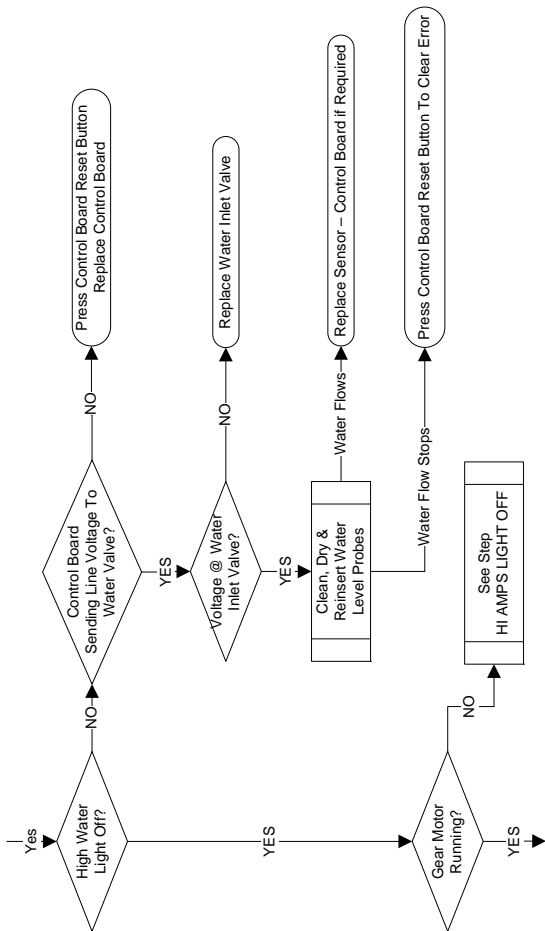 Yes
High Water
Light Off?
NO
Control Board
Sending Line Voltage To
Water Valve?
NO
Press Control Board Reset Button
Replace Control Board
YES
Voltage @ Water
Inlet Valve?
NO
Replace Water Inlet Valve
YES
Clean, Dry &
Reinsert Water
Level Probes
Water Flows
Replace Sensor – Control Board if Required
Water Flow Stops
Press Control Board Reset Button To Clear Error
YES
Gear Motor
Running?
NO
See Step
HI AMPS LIGHT OFF
YES